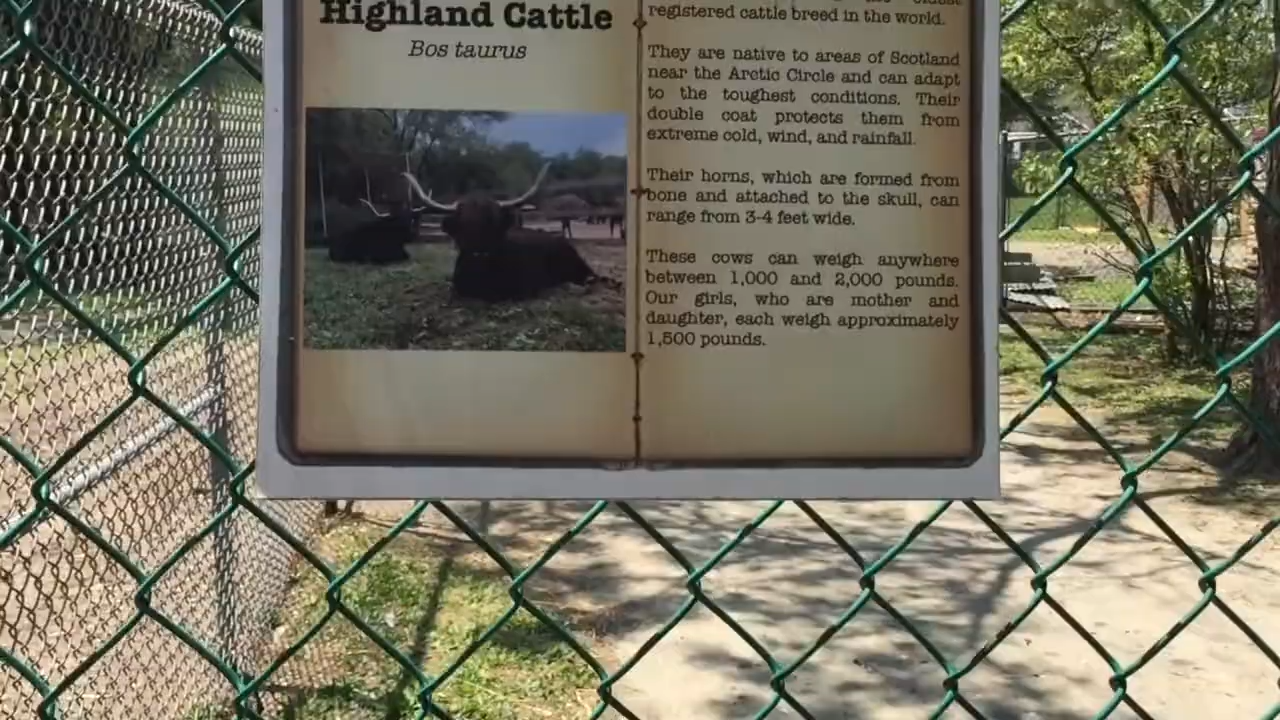 Highland Cattle
Bos taurus
registered cattle breed in the world.
They are native to areas of Scotland
near the Arctic Circle and can adapt
to the toughest conditions. Their
double coat protects them from
extreme cold, wind, and rainfall.
Their horns, which are formed from
bone and attached to the skull, can
range from 3-4 feet wide.
These cows can weigh anywhere
between 1,000 and 2,000 pounds.
Our girls, who are mother and
daughter, each weigh approximately
1,500 pounds.